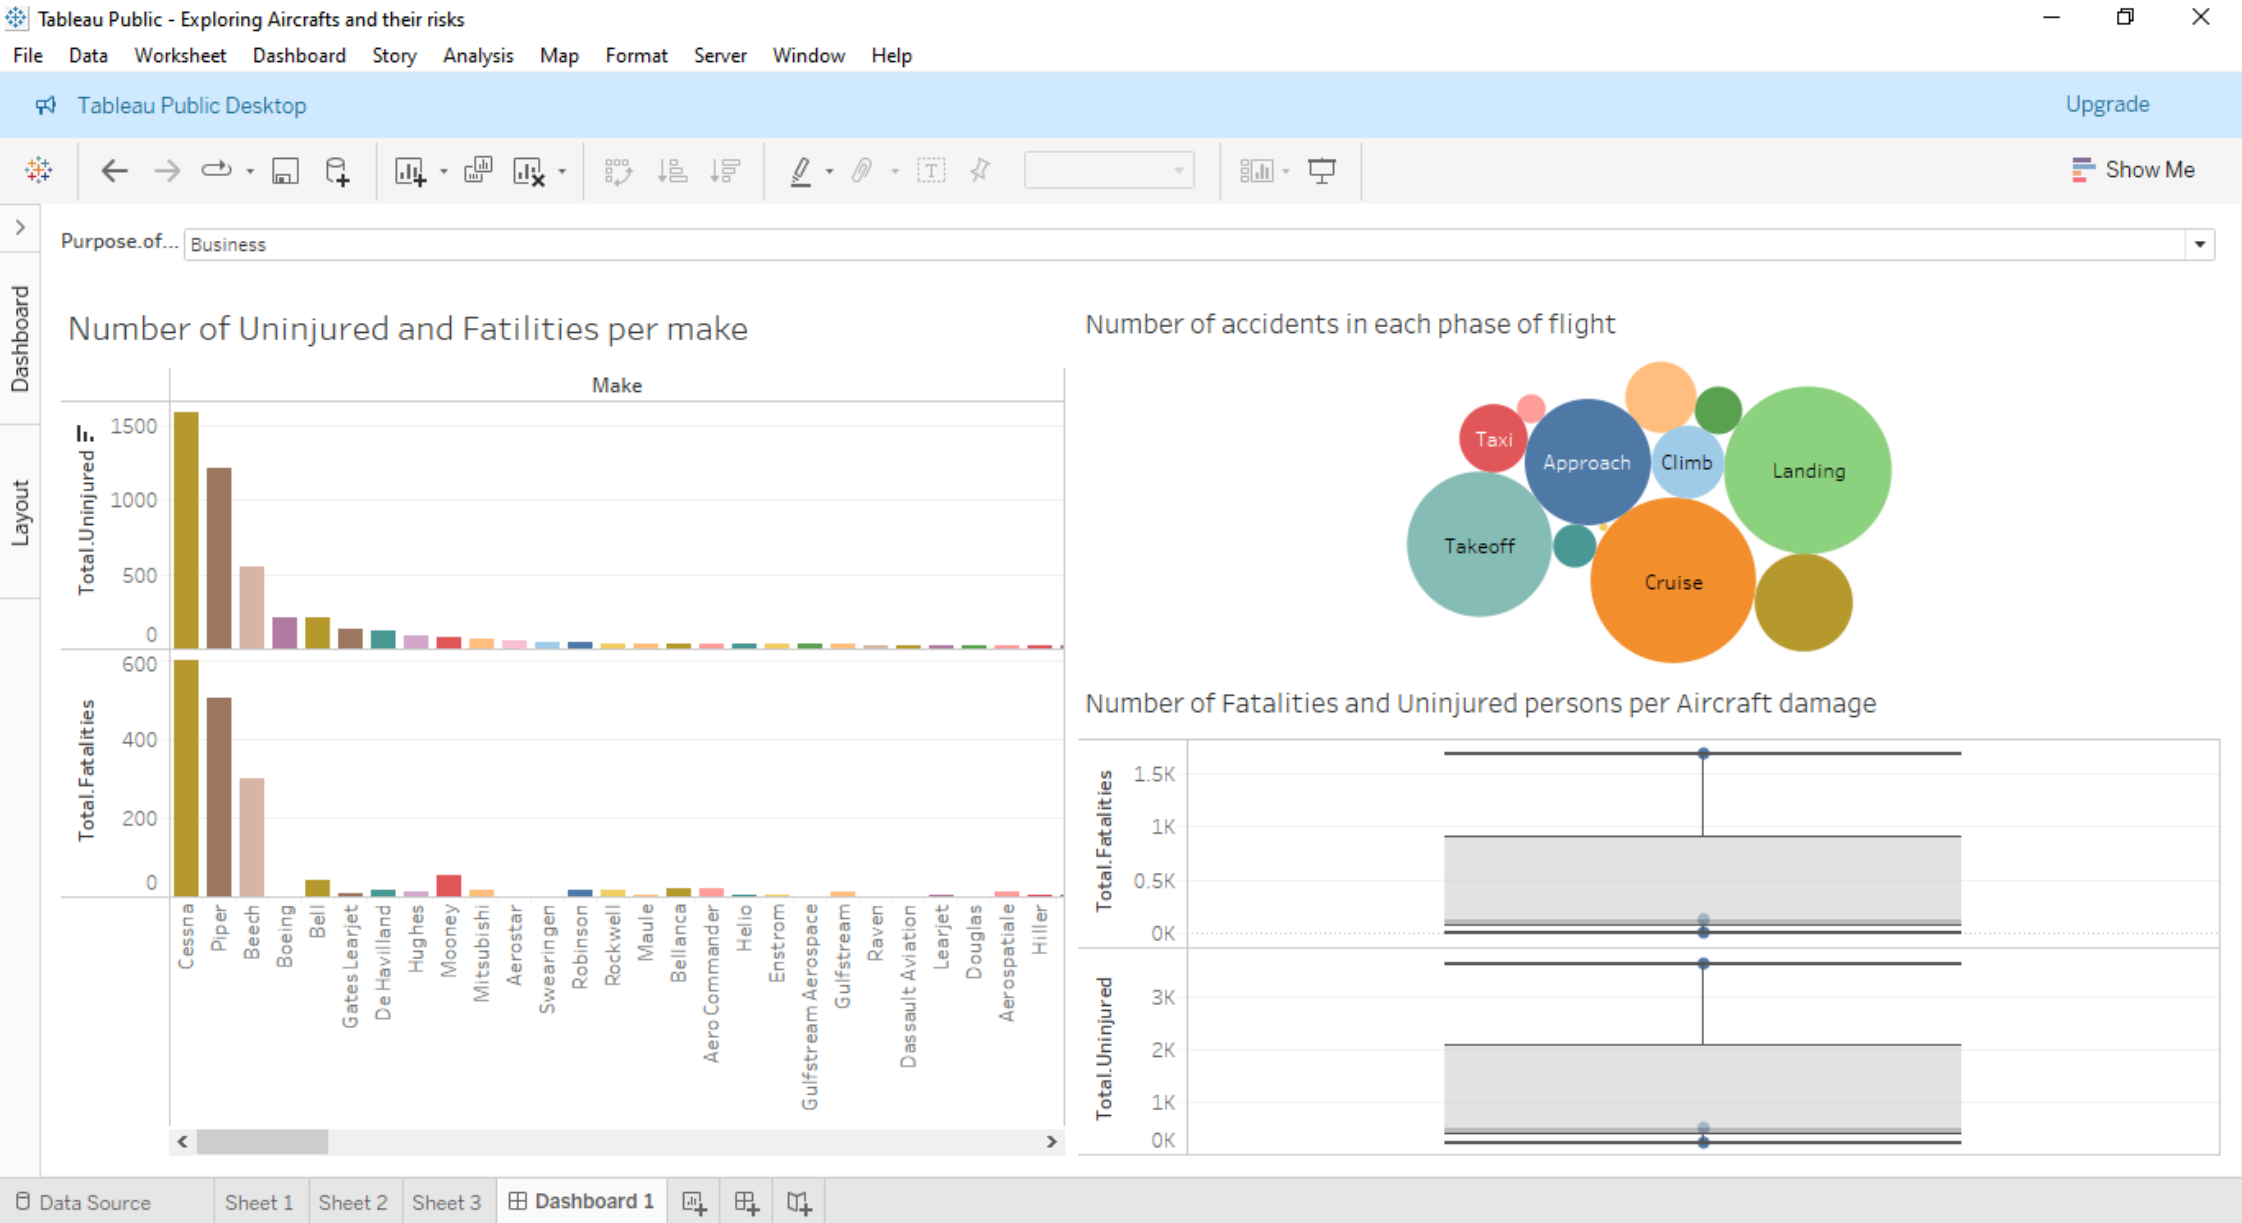 Tableau Public - Exploring Aircrafts and their risks
File Data Worksheet Dashboard Story Analysis Map Format Server Window Help
Tableau Public Desktop
Upgrade
Show Me
Purpose.of...
Business
Dashboard
Layout
Number of Uninjured and Fatilities per make
Make
Total.Uninjured
1500
1000
500
0
Total.Fatalities
600
400
200
0
Cessna
Piper
Beech
Boeing
Bell
Gates Learjet
De Havilland
Hughes
Mooney
Mitsubishi
Aerostar
Swearingen
Robinson
Rockwell
Maule
Bellanca
Aero Commander
Helio
Enstrom
Gulfstream Aerospace
Gulfstream
Raven
Dassault Aviation
Learjet
Douglas
Aerospatiale
Hiller
Number of accidents in each phase of flight
Taxi
Approach
Climb
Landing
Takeoff
Cruise
Number of Fatalities and Uninjured persons per Aircraft damage
Total.Fatalities
1.5K
1K
0.5K
0K
Total.Uninjured
3K
2K
1K
0K
Data Source
Sheet 1
Sheet 2
Sheet 3
Dashboard 1